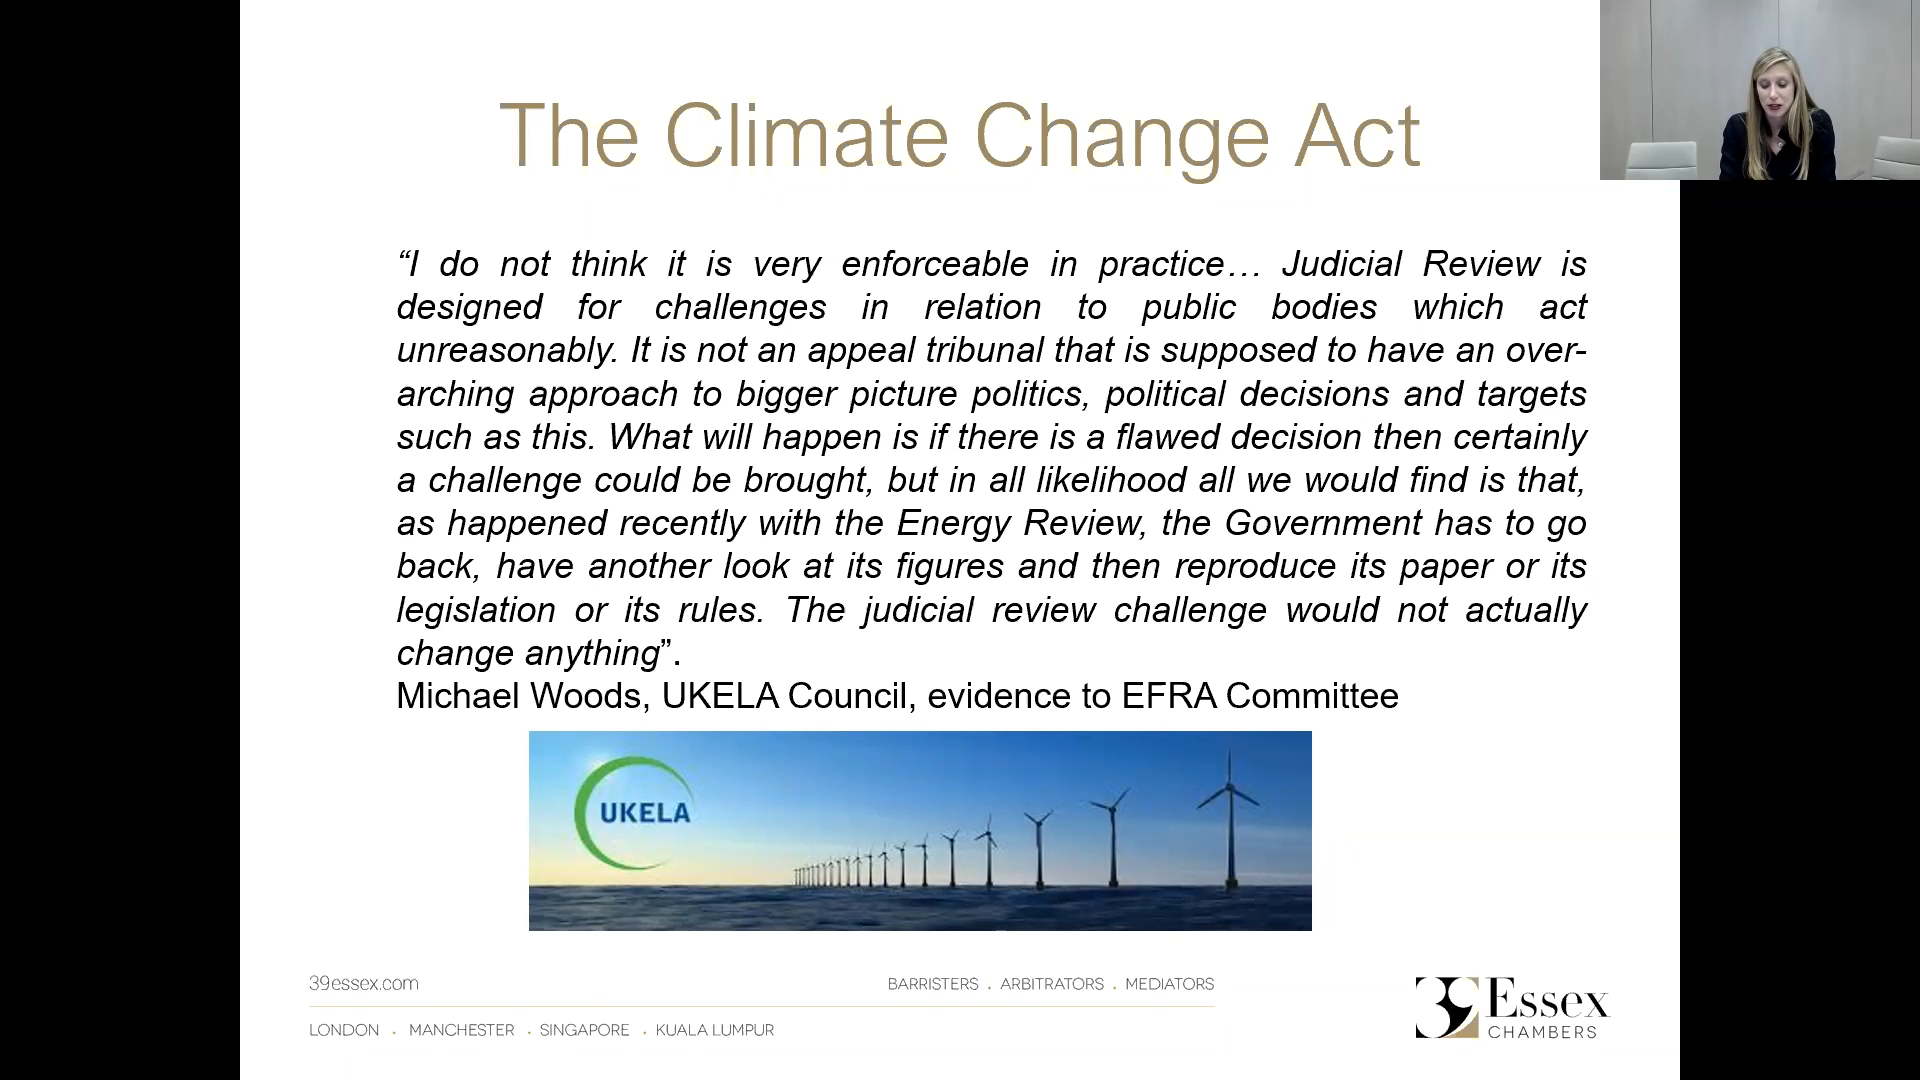 The Climate Change Act
“I do not think it is very enforceable in practice… Judicial Review is
designed for challenges in relation to public bodies which act
unreasonably. It is not an appeal tribunal that is supposed to have an over-
arching approach to bigger picture politics, political decisions and targets
such as this. What will happen is if there is a flawed decision then certainly
a challenge could be brought, but in all likelihood all we would find is that,
as happened recently with the Energy Review, the Government has to go
back, have another look at its figures and then reproduce its paper or its
legislation or its rules. The judicial review challenge would not actually
change anything”.
Michael Woods, UKELA Council, evidence to EFRA Committee
UKELA
39essex.com
BARRISTERS . ARBITRATORS . MEDIATORS
LONDON . MANCHESTER . SINGAPORE . KUALA LUMPUR
39 Essex
CHAMBERS